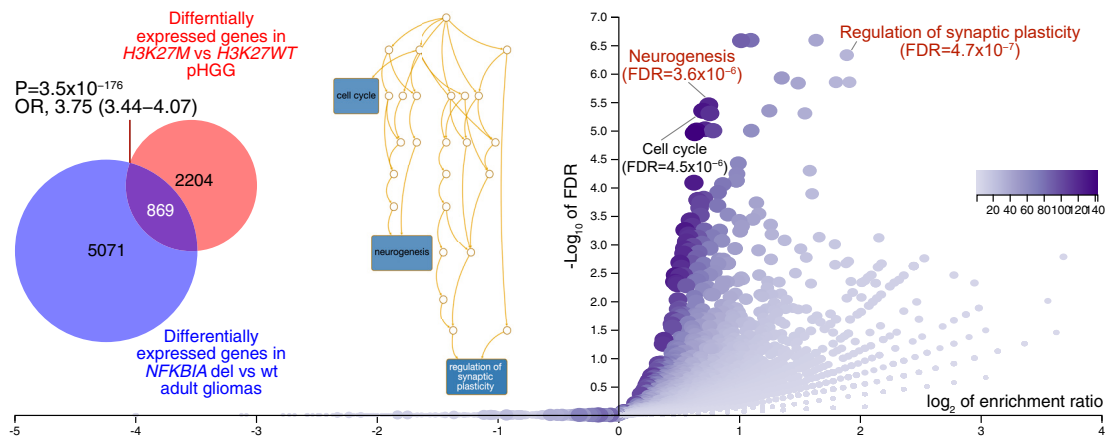 Differntially
expressed genes in
H3K27M vs H3K27WT
pHGG
P=3.5x10⁻¹⁷⁶
OR, 3.75 (3.44–4.07)
2204
869
5071
Differentially
expressed genes in
NFKBIA del vs wt
adult gliomas
cell cycle
neurogenesis
regulation of
synaptic
plasticity
-Log₁₀ of FDR
7.0
6.5
6.0
5.5
5.0
4.5
4.0
3.5
3.0
2.5
2.0
1.5
1.0
0.5
Neurogenesis
(FDR=3.6x10⁻⁶)
Regulation of synaptic plasticity
(FDR=4.7x10⁻⁷)
Cell cycle
(FDR=4.5x10⁻⁶)
20 40 60 80 100 120 140
log₂ of enrichment ratio
-5 -4 -3 -2 -1 0 1 2 3 4